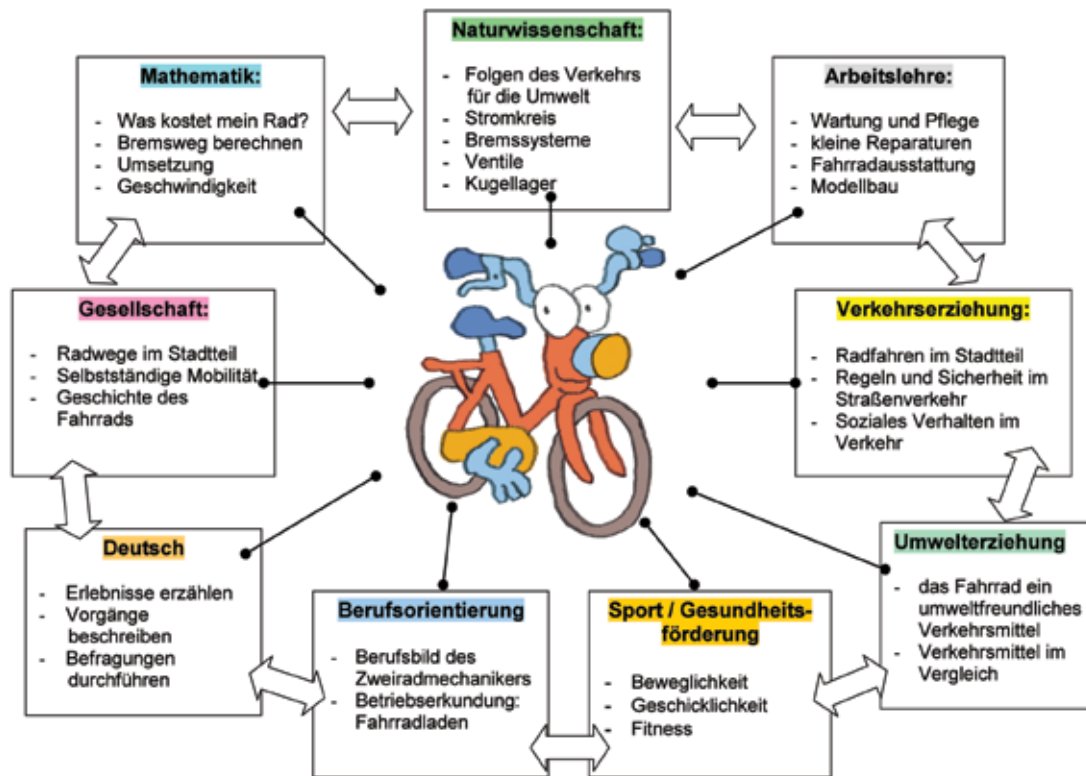 Naturwissenschaft:
- Folgen des Verkehrs
für die Umwelt
- Stromkreis
- Bremssysteme
- Ventile
- Kugellager
Mathematik:
- Was kostet mein Rad?
- Bremsweg berechnen
- Umsetzung
- Geschwindigkeit
Arbeitslehre:
- Wartung und Pflege
- kleine Reparaturen
- Fahrradausstattung
- Modellbau
Gesellschaft:
- Radwege im Stadtteil
- Selbstständige Mobilität
- Geschichte des
Fahrrads
Verkehrserziehung:
- Radfahren im Stadtteil
- Regeln und Sicherheit im
Straßenverkehr
- Soziales Verhalten im
Verkehr
Deutsch
- Erlebnisse erzählen
- Vorgänge
beschreiben
- Befragungen
durchführen
Berufsorientierung
- Berufsbild des
Zweiradmechanikers
- Betriebserkundung:
Fahrradladen
Sport / Gesundheits-
förderung
- Beweglichkeit
- Geschicklichkeit
- Fitness
Umwelterziehung
- das Fahrrad ein
umweltfreundliches
Verkehrsmittel
- Verkehrsmittel im
Vergleich